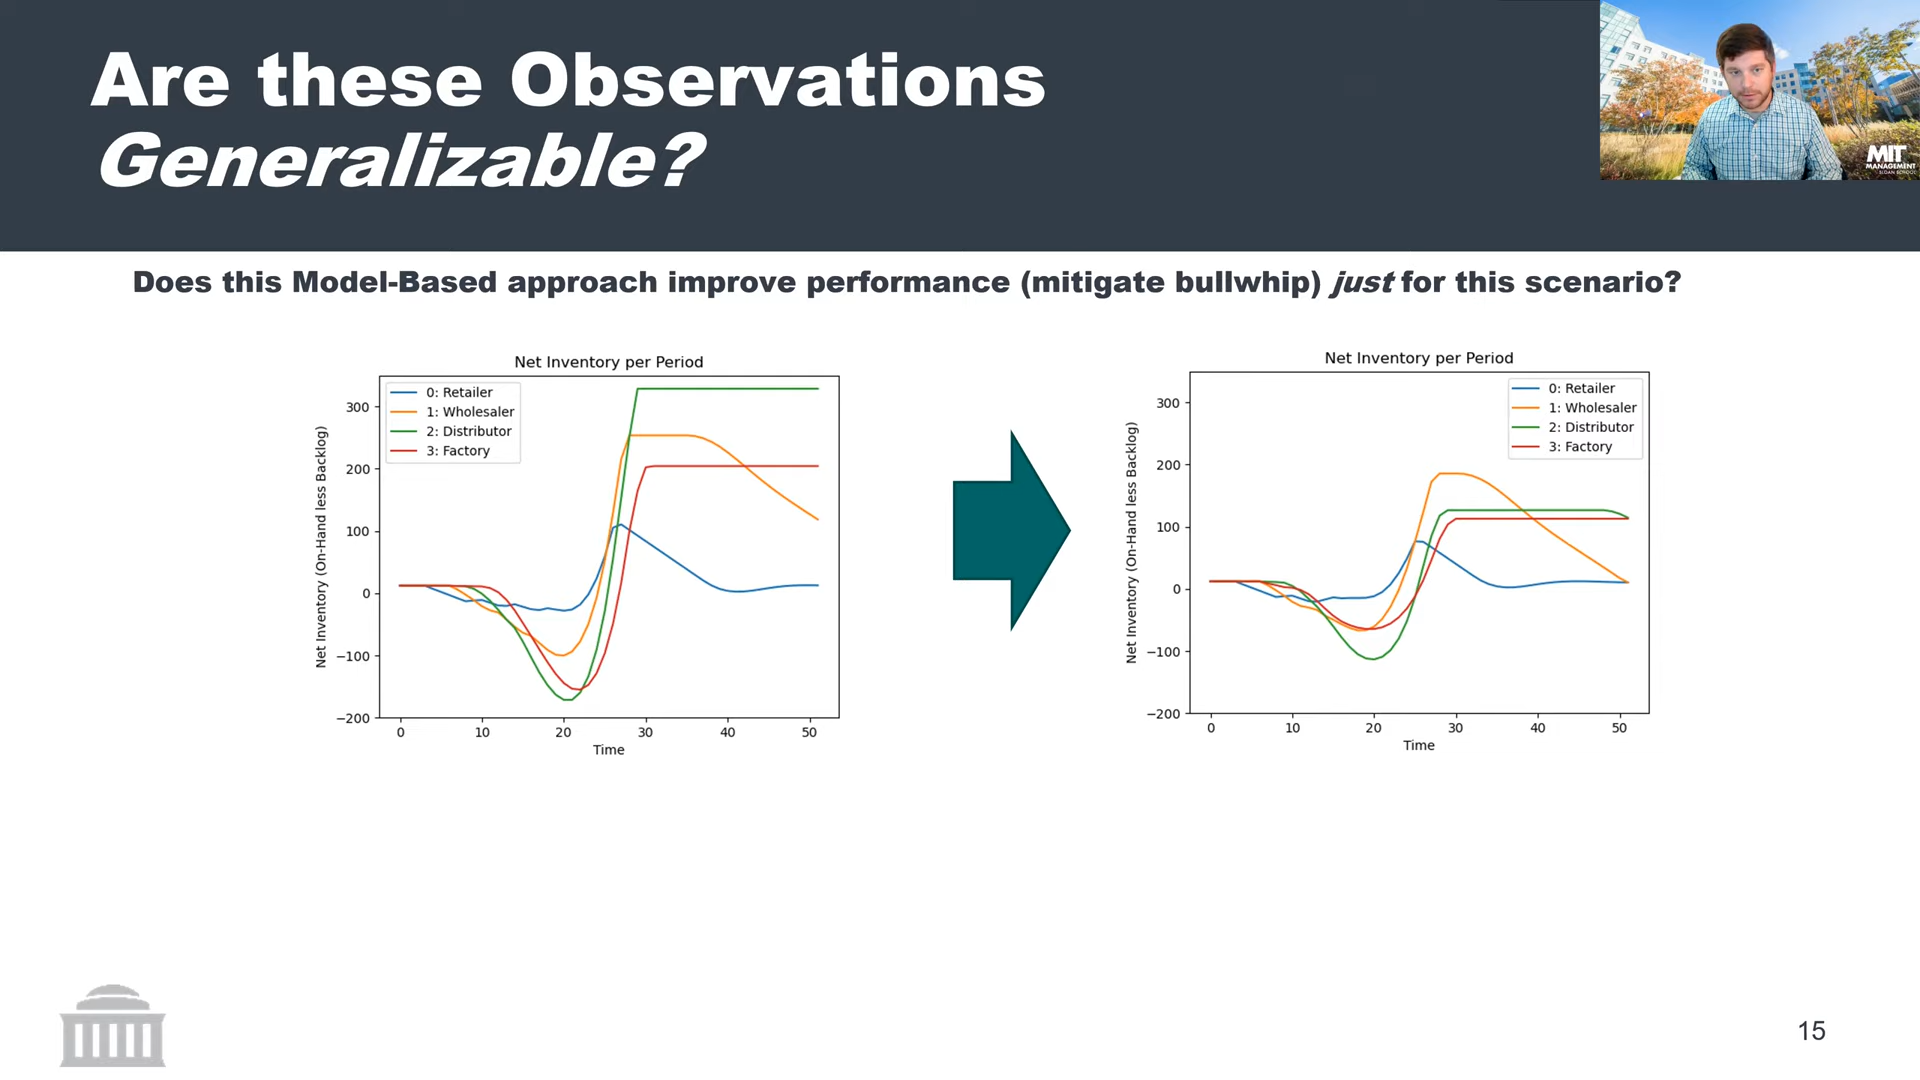 Are these Observations
Generalizable?
MIT
MANAGEMENT
SLOAN SCHOOL
Does this Model-Based approach improve performance (mitigate bullwhip) just for this scenario?
Net Inventory per Period
0: Retailer
1: Wholesaler
2: Distributor
3: Factory
Net Inventory (On-Hand less Backlog)
300
200
100
0
−100
−200
0 10 20 30 40 50
Time
Net Inventory per Period
0: Retailer
1: Wholesaler
2: Distributor
3: Factory
Net Inventory (On-Hand less Backlog)
300
200
100
0
−100
−200
0 10 20 30 40 50
Time
15